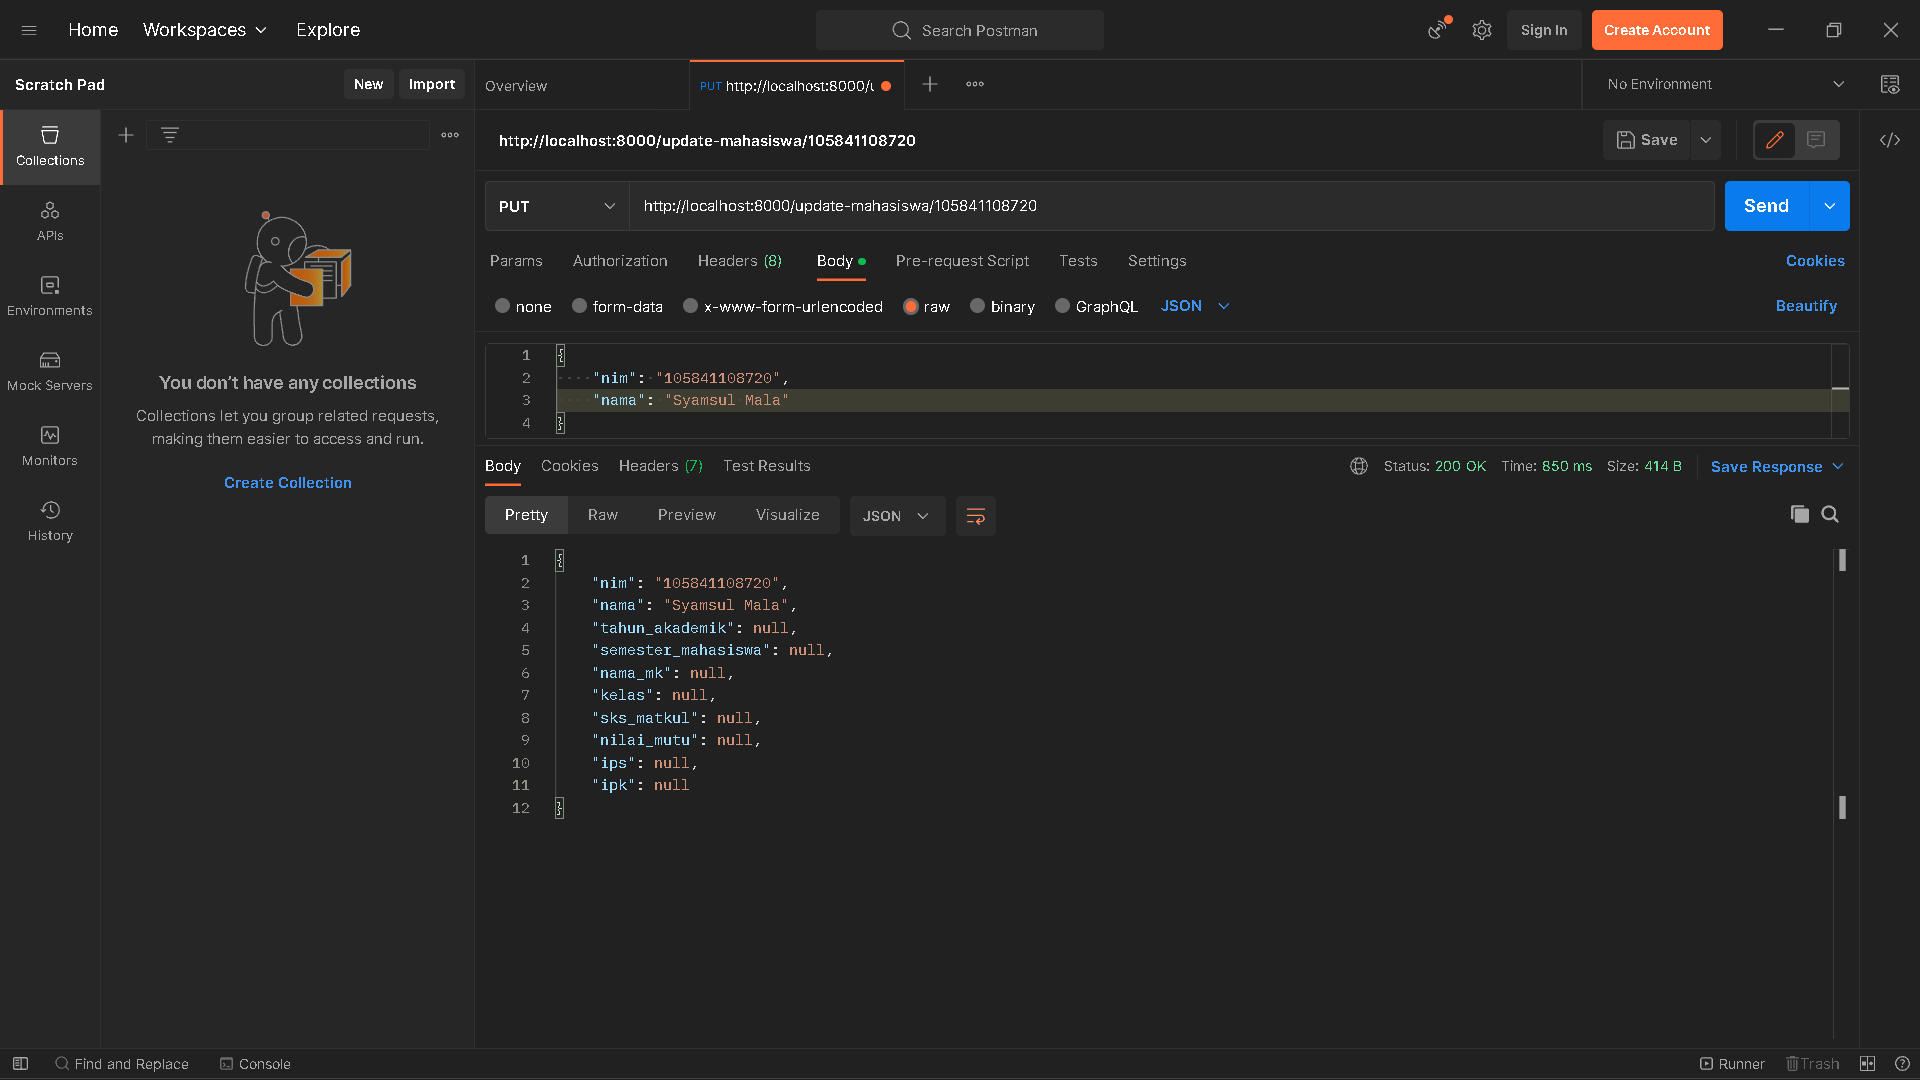 Home Workspaces Explore Search Postman Sign In Create Account
Scratch Pad New Import Overview PUT http://localhost:8000/u No Environment
http://localhost:8000/update-mahasiswa/105841108720 Save
PUT http://localhost:8000/update-mahasiswa/105841108720 Send
Params Authorization Headers (8) Body Pre-request Script Tests Settings Cookies
none form-data x-www-form-urlencoded raw binary GraphQL JSON Beautify
1 {
2 "nim": "105841108720",
3 "nama": "Syamsul Mala"
4 }
Body Cookies Headers (7) Test Results Status: 200 OK Time: 850 ms Size: 414 B Save Response
Pretty Raw Preview Visualize JSON
1 {
2 "nim": "105841108720",
3 "nama": "Syamsul Mala",
4 "tahun_akademik": null,
5 "semester_mahasiswa": null,
6 "nama_mk": null,
7 "kelas": null,
8 "sks_matkul": null,
9 "nilai_mutu": null,
10 "ips": null,
11 "ipk": null
12 }
Collections
APIs
Environments
Mock Servers
Monitors
History
You don't have any collections
Collections let you group related requests,
making them easier to access and run.
Create Collection
Find and Replace Console Runner Trash